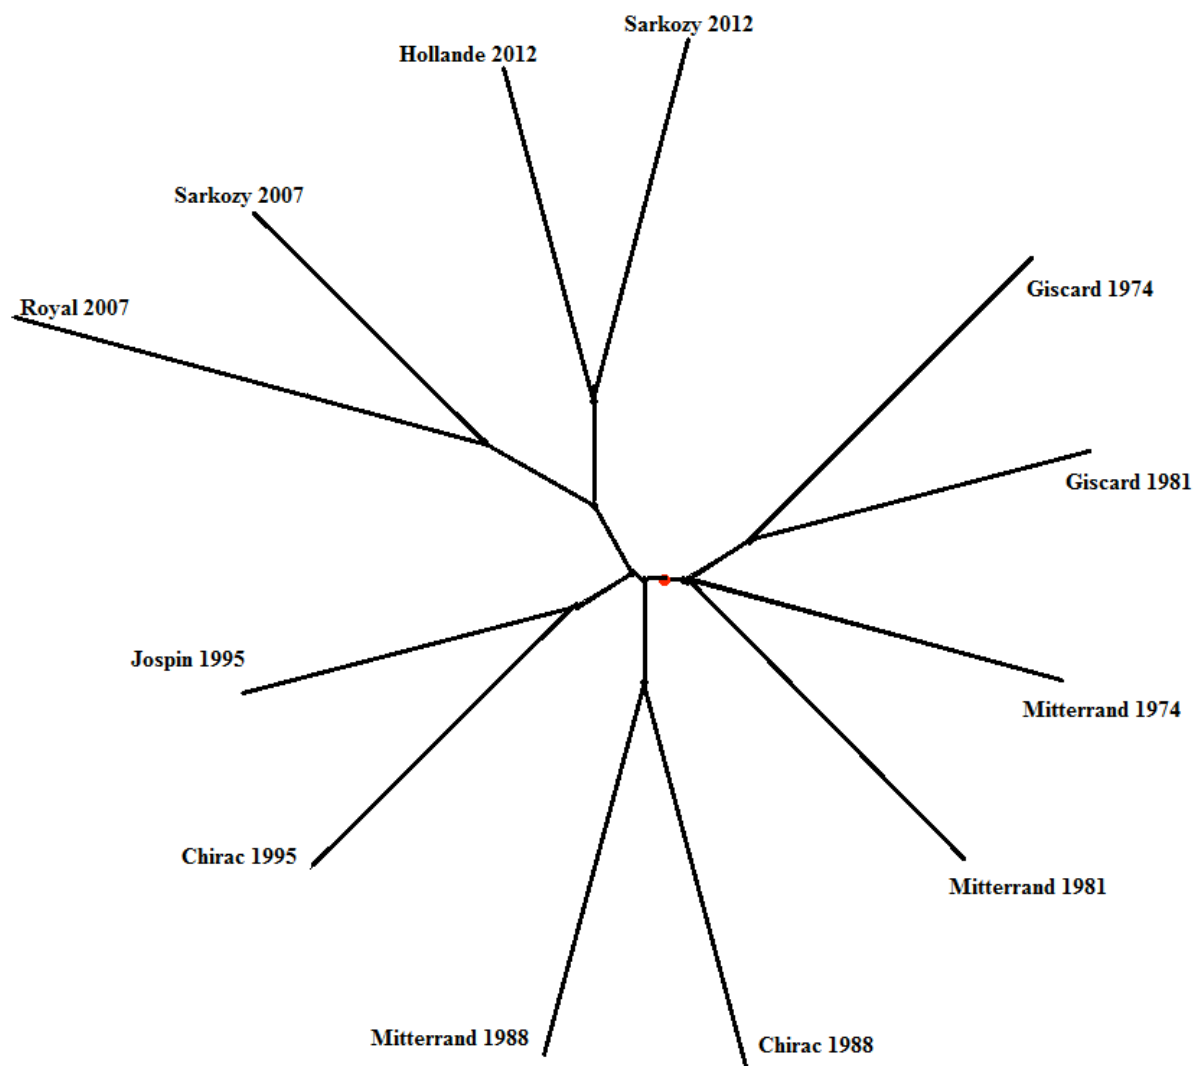 Sarkozy 2012
Hollande 2012
Sarkozy 2007
Giscard 1974
Royal 2007
Giscard 1981
Jospin 1995
Mitterrand 1974
Chirac 1995
Mitterrand 1981
Mitterrand 1988
Chirac 1988